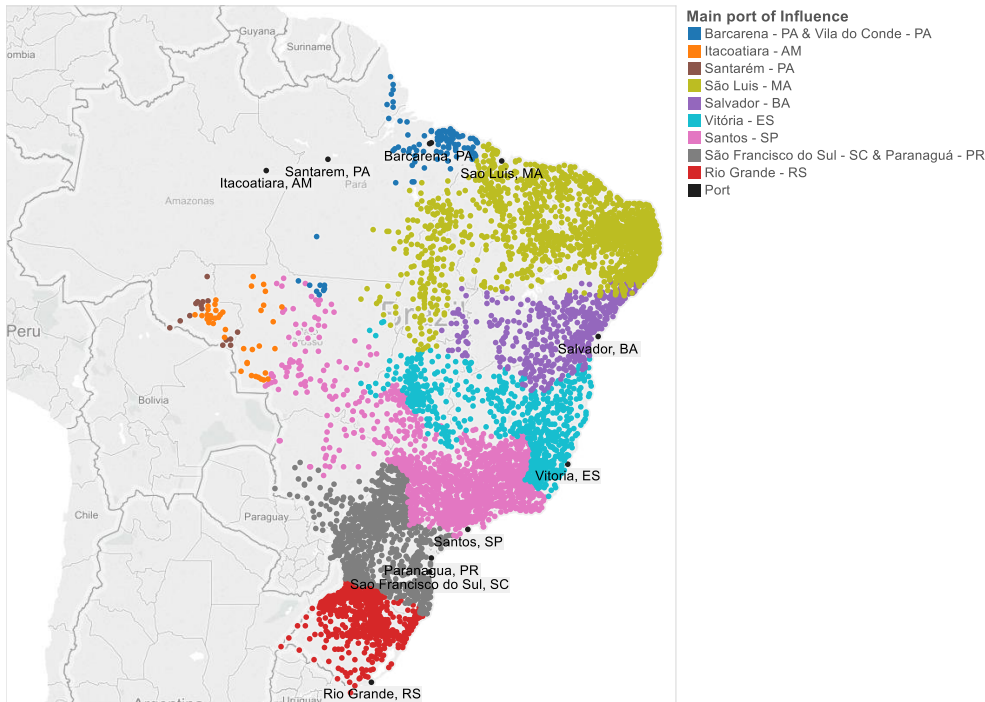 Main port of Influence
Barcarena - PA & Vila do Conde - PA
Itacoatiara - AM
Santarém - PA
São Luis - MA
Salvador - BA
Vitória - ES
Santos - SP
São Francisco do Sul - SC & Paranaguá - PR
Rio Grande - RS
Port
Guyana
Suriname
ombia
Barcarena, PA
Santarem, PA
Sao Luis, MA
Itacoatiara, AM
Pará
Amazonas
Peru
Salvador, BA
Bolivia
Vitoria, ES
Chile
Paraguay
Santos, SP
Paranagua, PR
Sao Francisco do Sul, SC
Rio Grande, RS
Uruguay